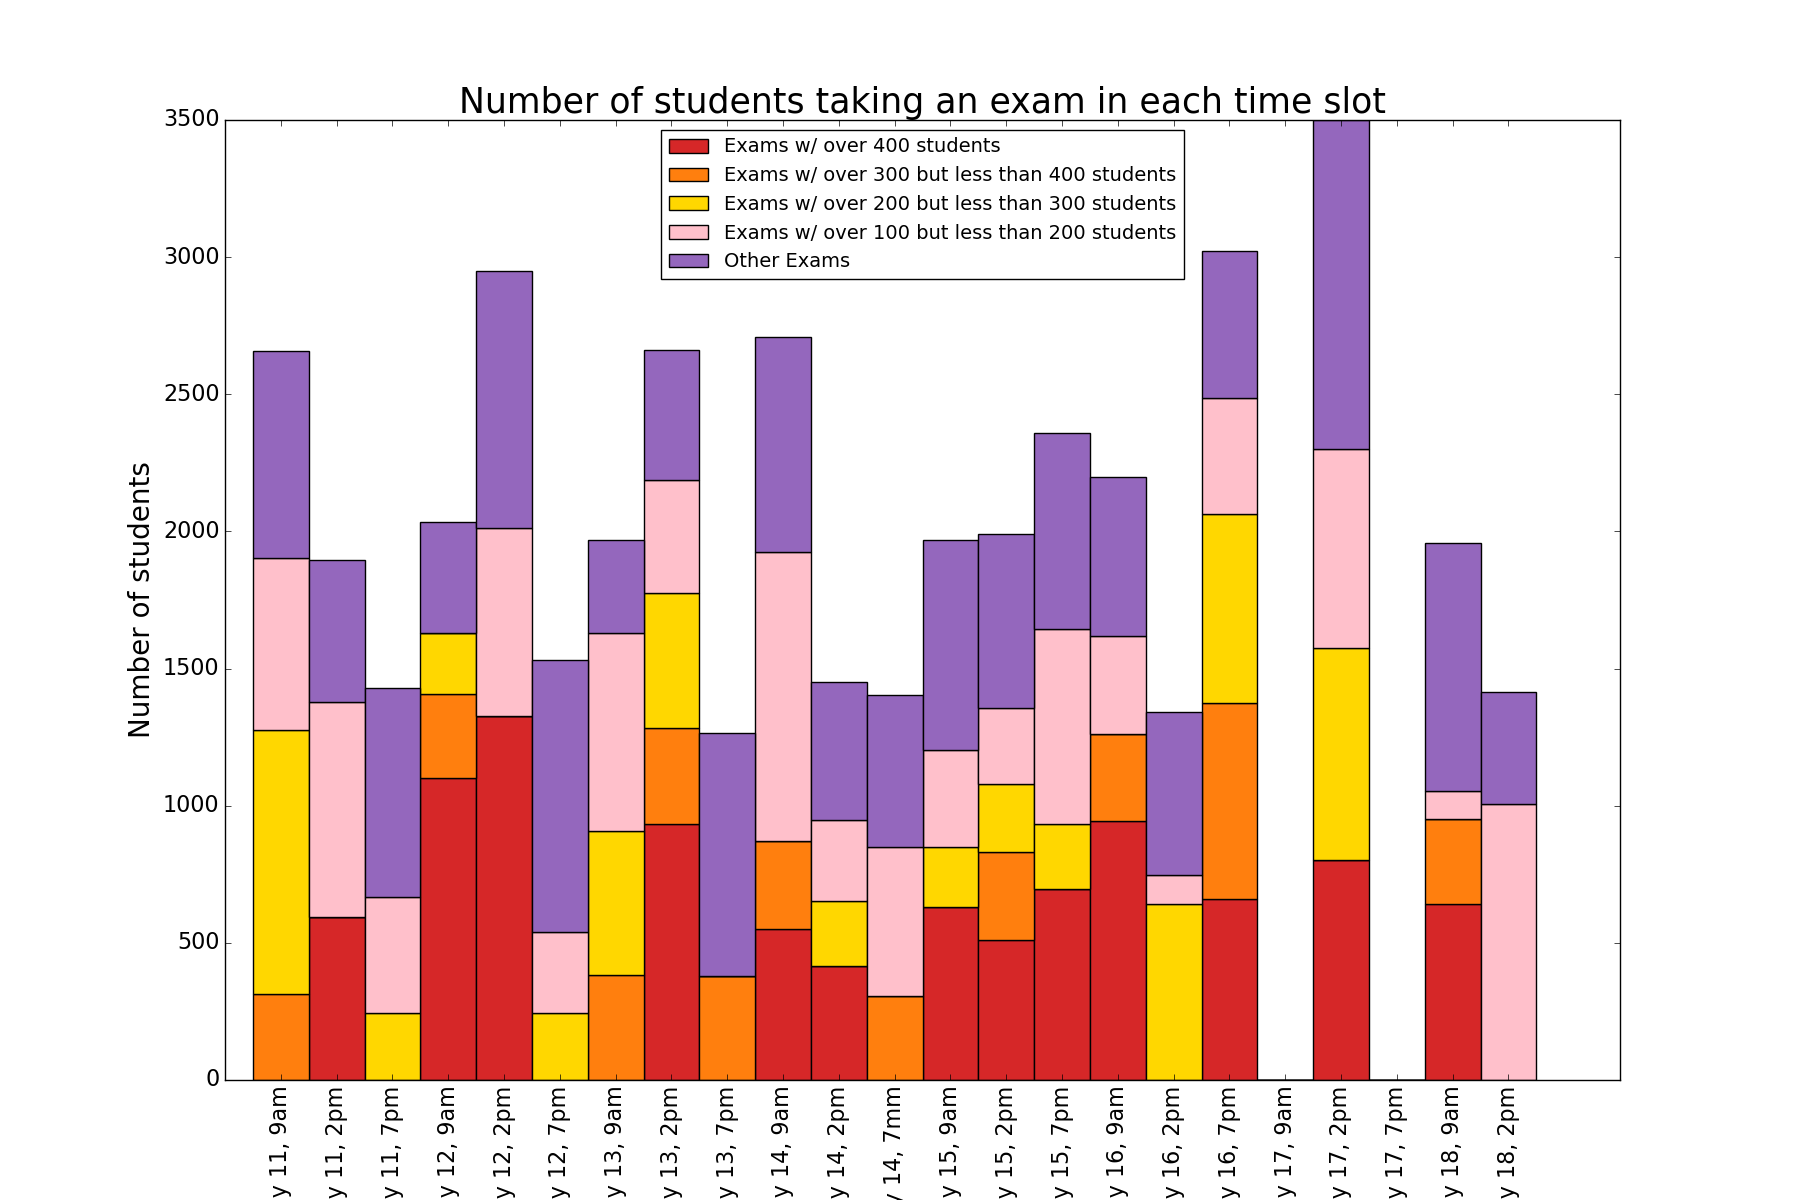 Number of students taking an exam in each time slot
Exams w/ over 400 students
Exams w/ over 300 but less than 400 students
Exams w/ over 200 but less than 300 students
Exams w/ over 100 but less than 200 students
Other Exams
Number of students
3500
3000
2500
2000
1500
1000
500
0
y 11, 9am
y 11, 2pm
y 11, 7pm
y 12, 9am
y 12, 2pm
y 12, 7pm
y 13, 9am
y 13, 2pm
y 13, 7pm
y 14, 9am
y 14, 2pm
y 14, 7mm
y 15, 9am
y 15, 2pm
y 15, 7pm
y 16, 9am
y 16, 2pm
y 16, 7pm
y 17, 9am
y 17, 2pm
y 17, 7pm
y 18, 9am
y 18, 2pm